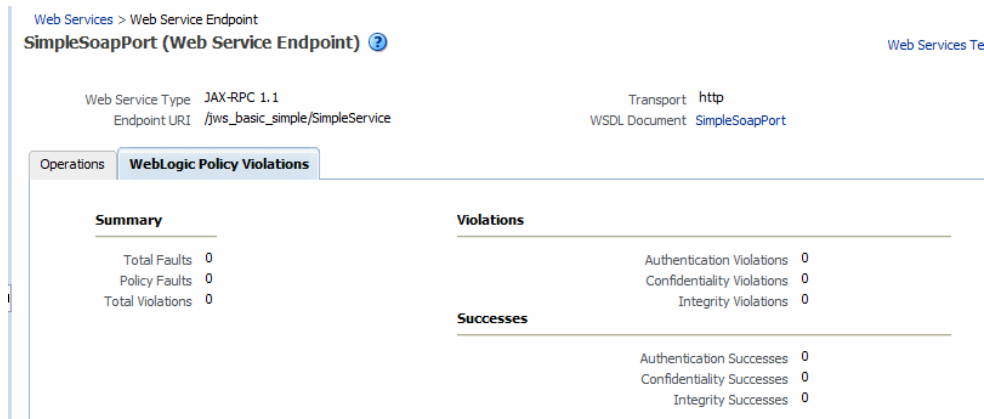 Web Services > Web Service Endpoint
SimpleSoapPort (Web Service Endpoint) ?
Web Services Te
Web Service Type JAX-RPC 1.1
Transport http
Endpoint URI /jws_basic_simple/SimpleService
WSDL Document SimpleSoapPort
Operations WebLogic Policy Violations
Summary
Total Faults 0
Policy Faults 0
Total Violations 0
Violations
Authentication Violations 0
Confidentiality Violations 0
Integrity Violations 0
Successes
Authentication Successes 0
Confidentiality Successes 0
Integrity Successes 0